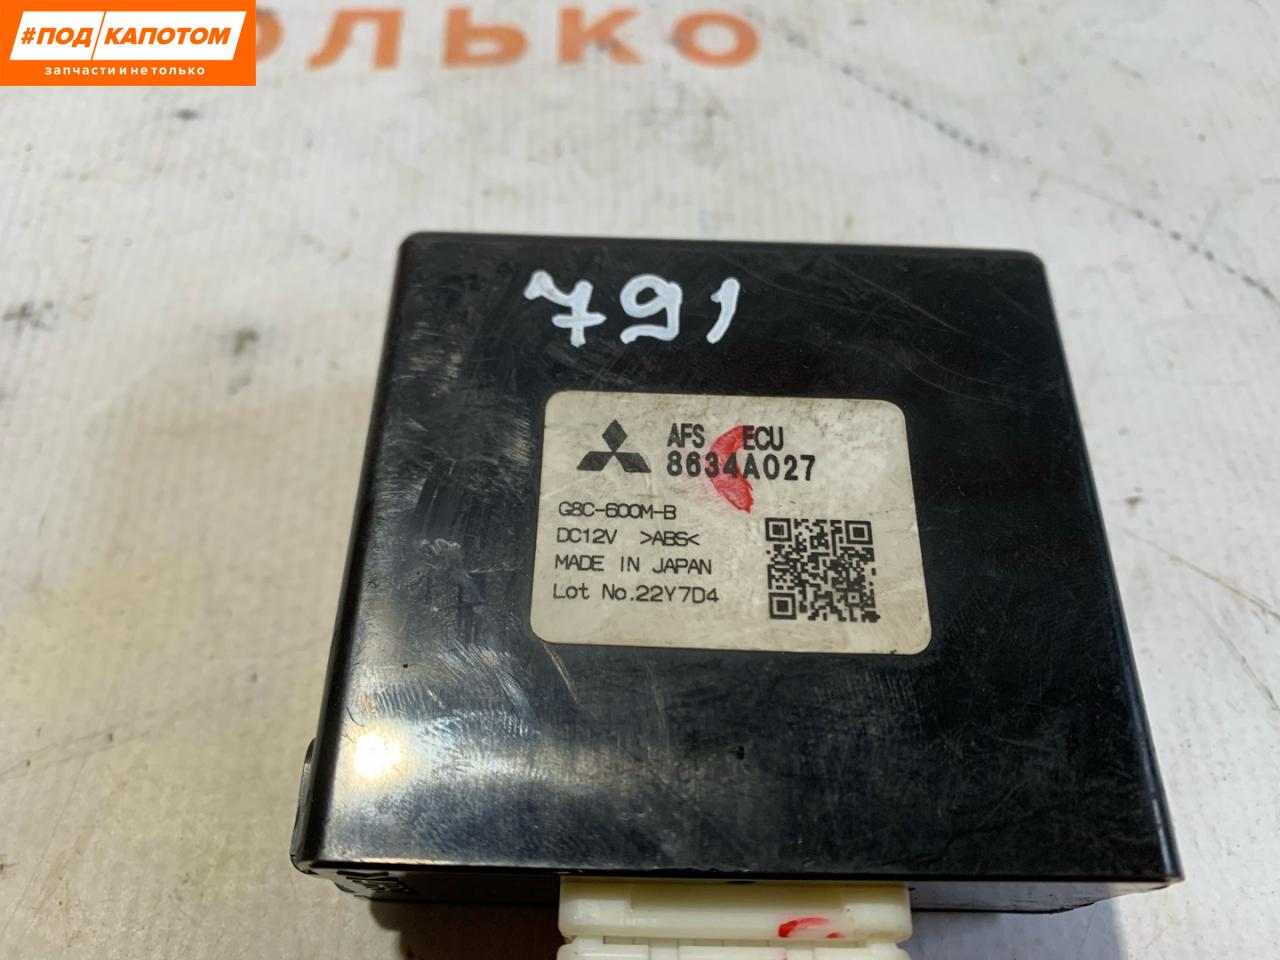 #ПОД/КАПОТОМ
запчасти и не только
ОЛЬКО
791
AFS ECU
8634A027
G8C-600M-B
DC12V >ABS<
MADE IN JAPAN
Lot No.22Y7D4